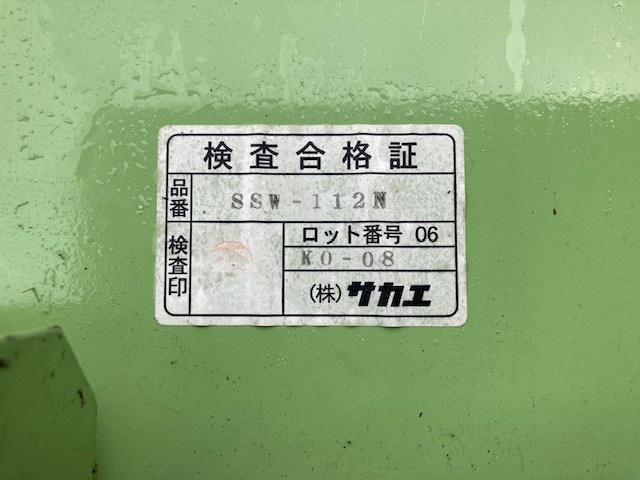 検査合格証
品番 SSW-112N
検査印
ロット番号 06
KO-08
(株)サカエ